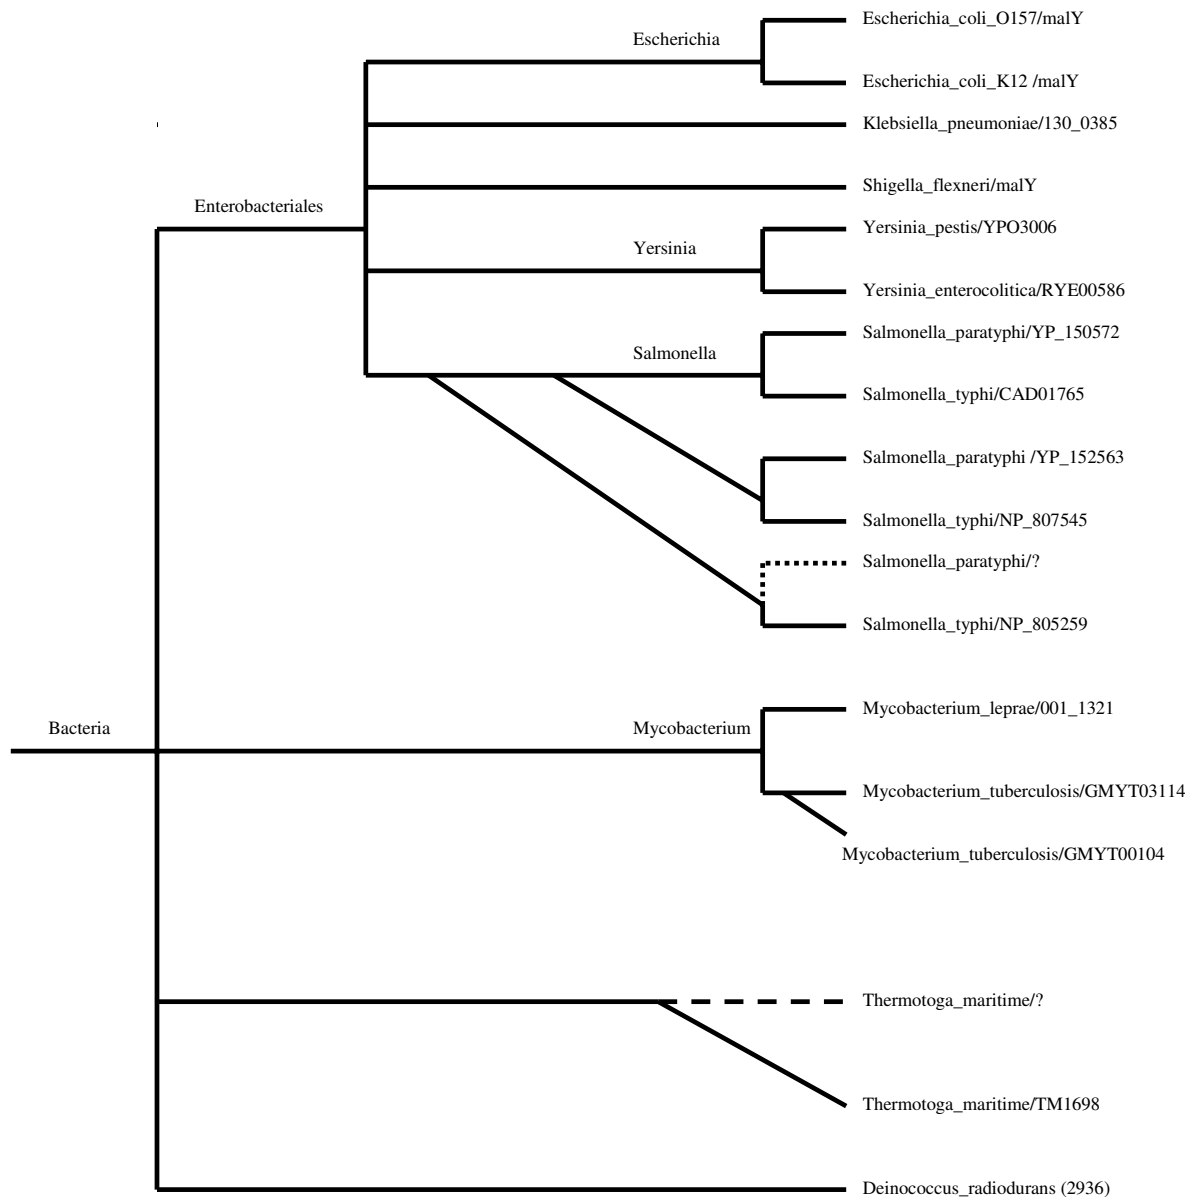 Escherichia_coli_O157/malY
Escherichia
Escherichia_coli_K12 /malY
Klebsiella_pneumoniae/130_0385
Shigella_flexneri/malY
Enterobacteriales
Yersinia_pestis/YPO3006
Yersinia
Yersinia_enterocolitica/RYE00586
Salmonella_paratyphi/YP_150572
Salmonella
Salmonella_typhi/CAD01765
Salmonella_paratyphi /YP_152563
Salmonella_typhi/NP_807545
Salmonella_paratyphi/?
Salmonella_typhi/NP_805259
Mycobacterium_leprae/001_1321
Bacteria
Mycobacterium
Mycobacterium_tuberculosis/GMYT03114
Mycobacterium_tuberculosis/GMYT00104
Thermotoga_maritime/?
Thermotoga_maritime/TM1698
Deinococcus_radiodurans (2936)